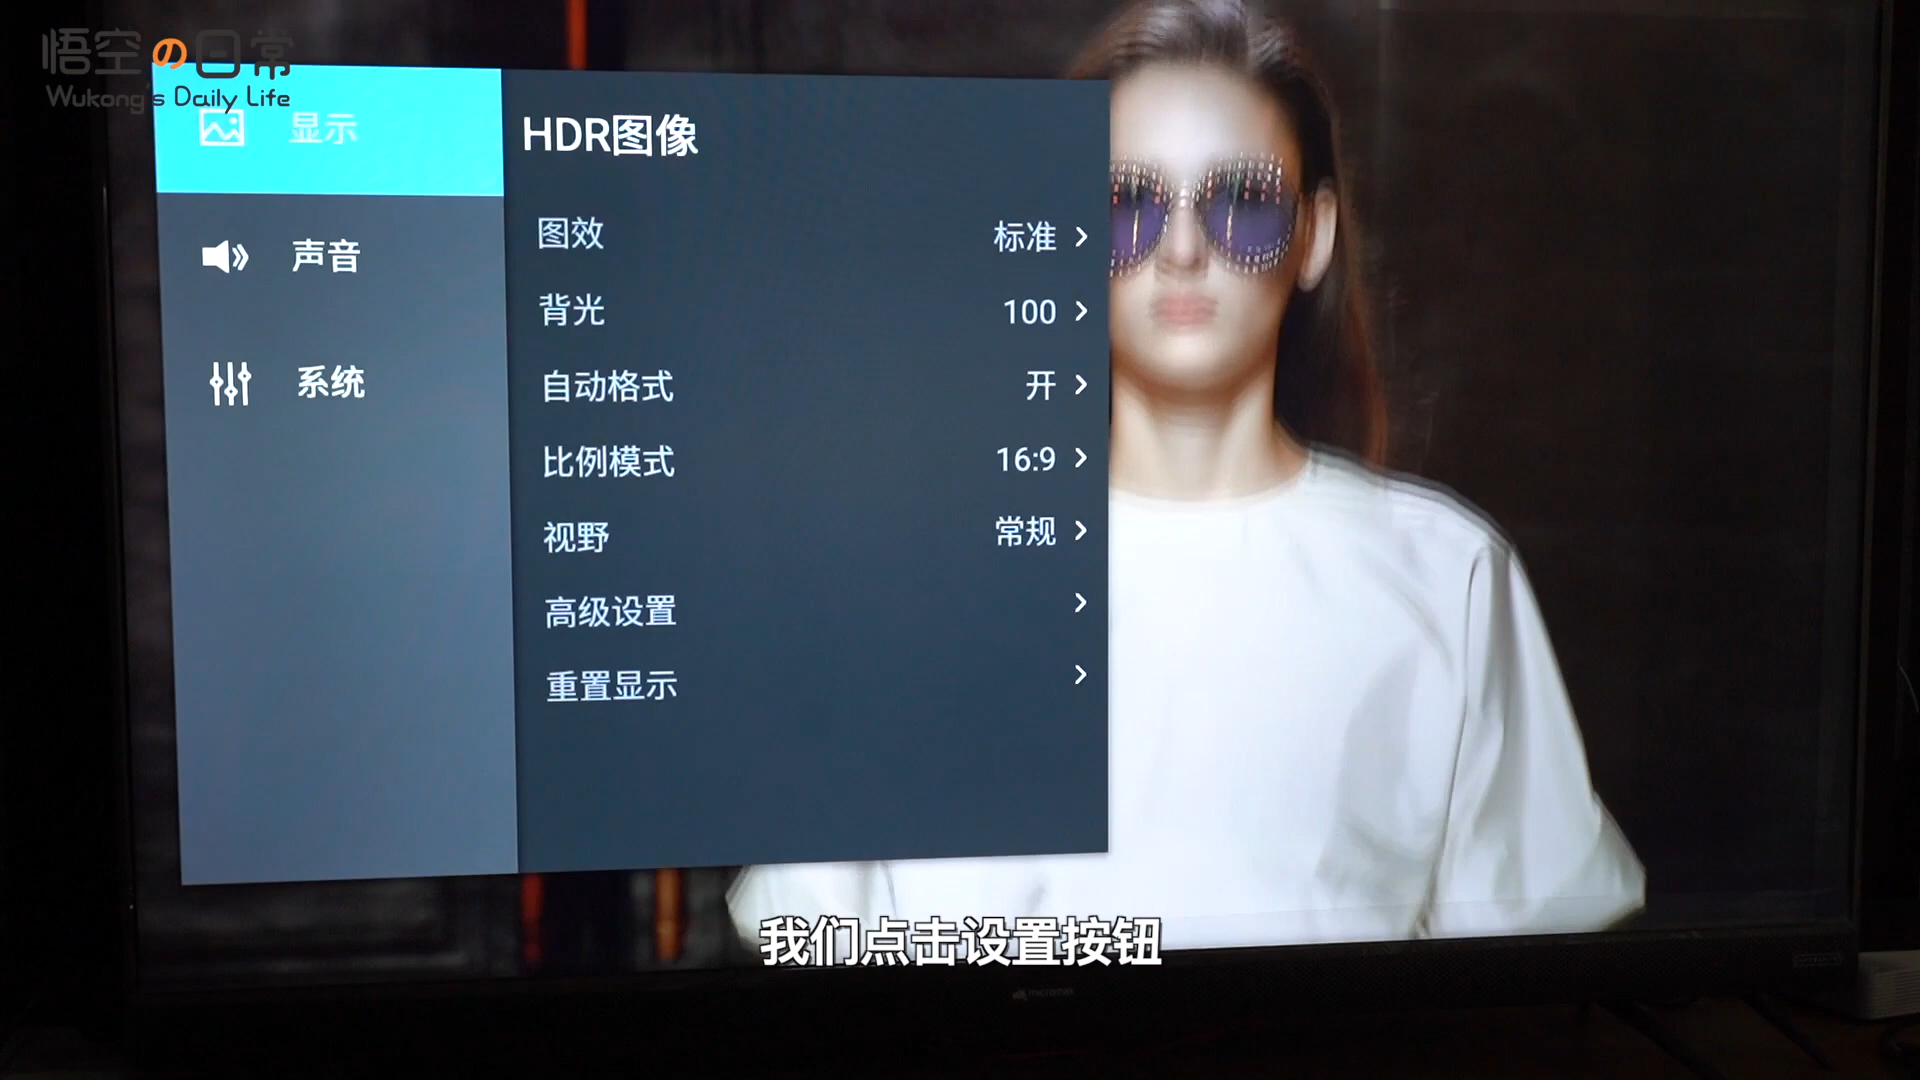 悟空の日常
Wukong's Daily Life
显示
声音
系统
HDR图像
图效 标准
背光 100
自动格式 开
比例模式 16:9
视野 常规
高级设置
重置显示
我们点击设置按钮
micromax